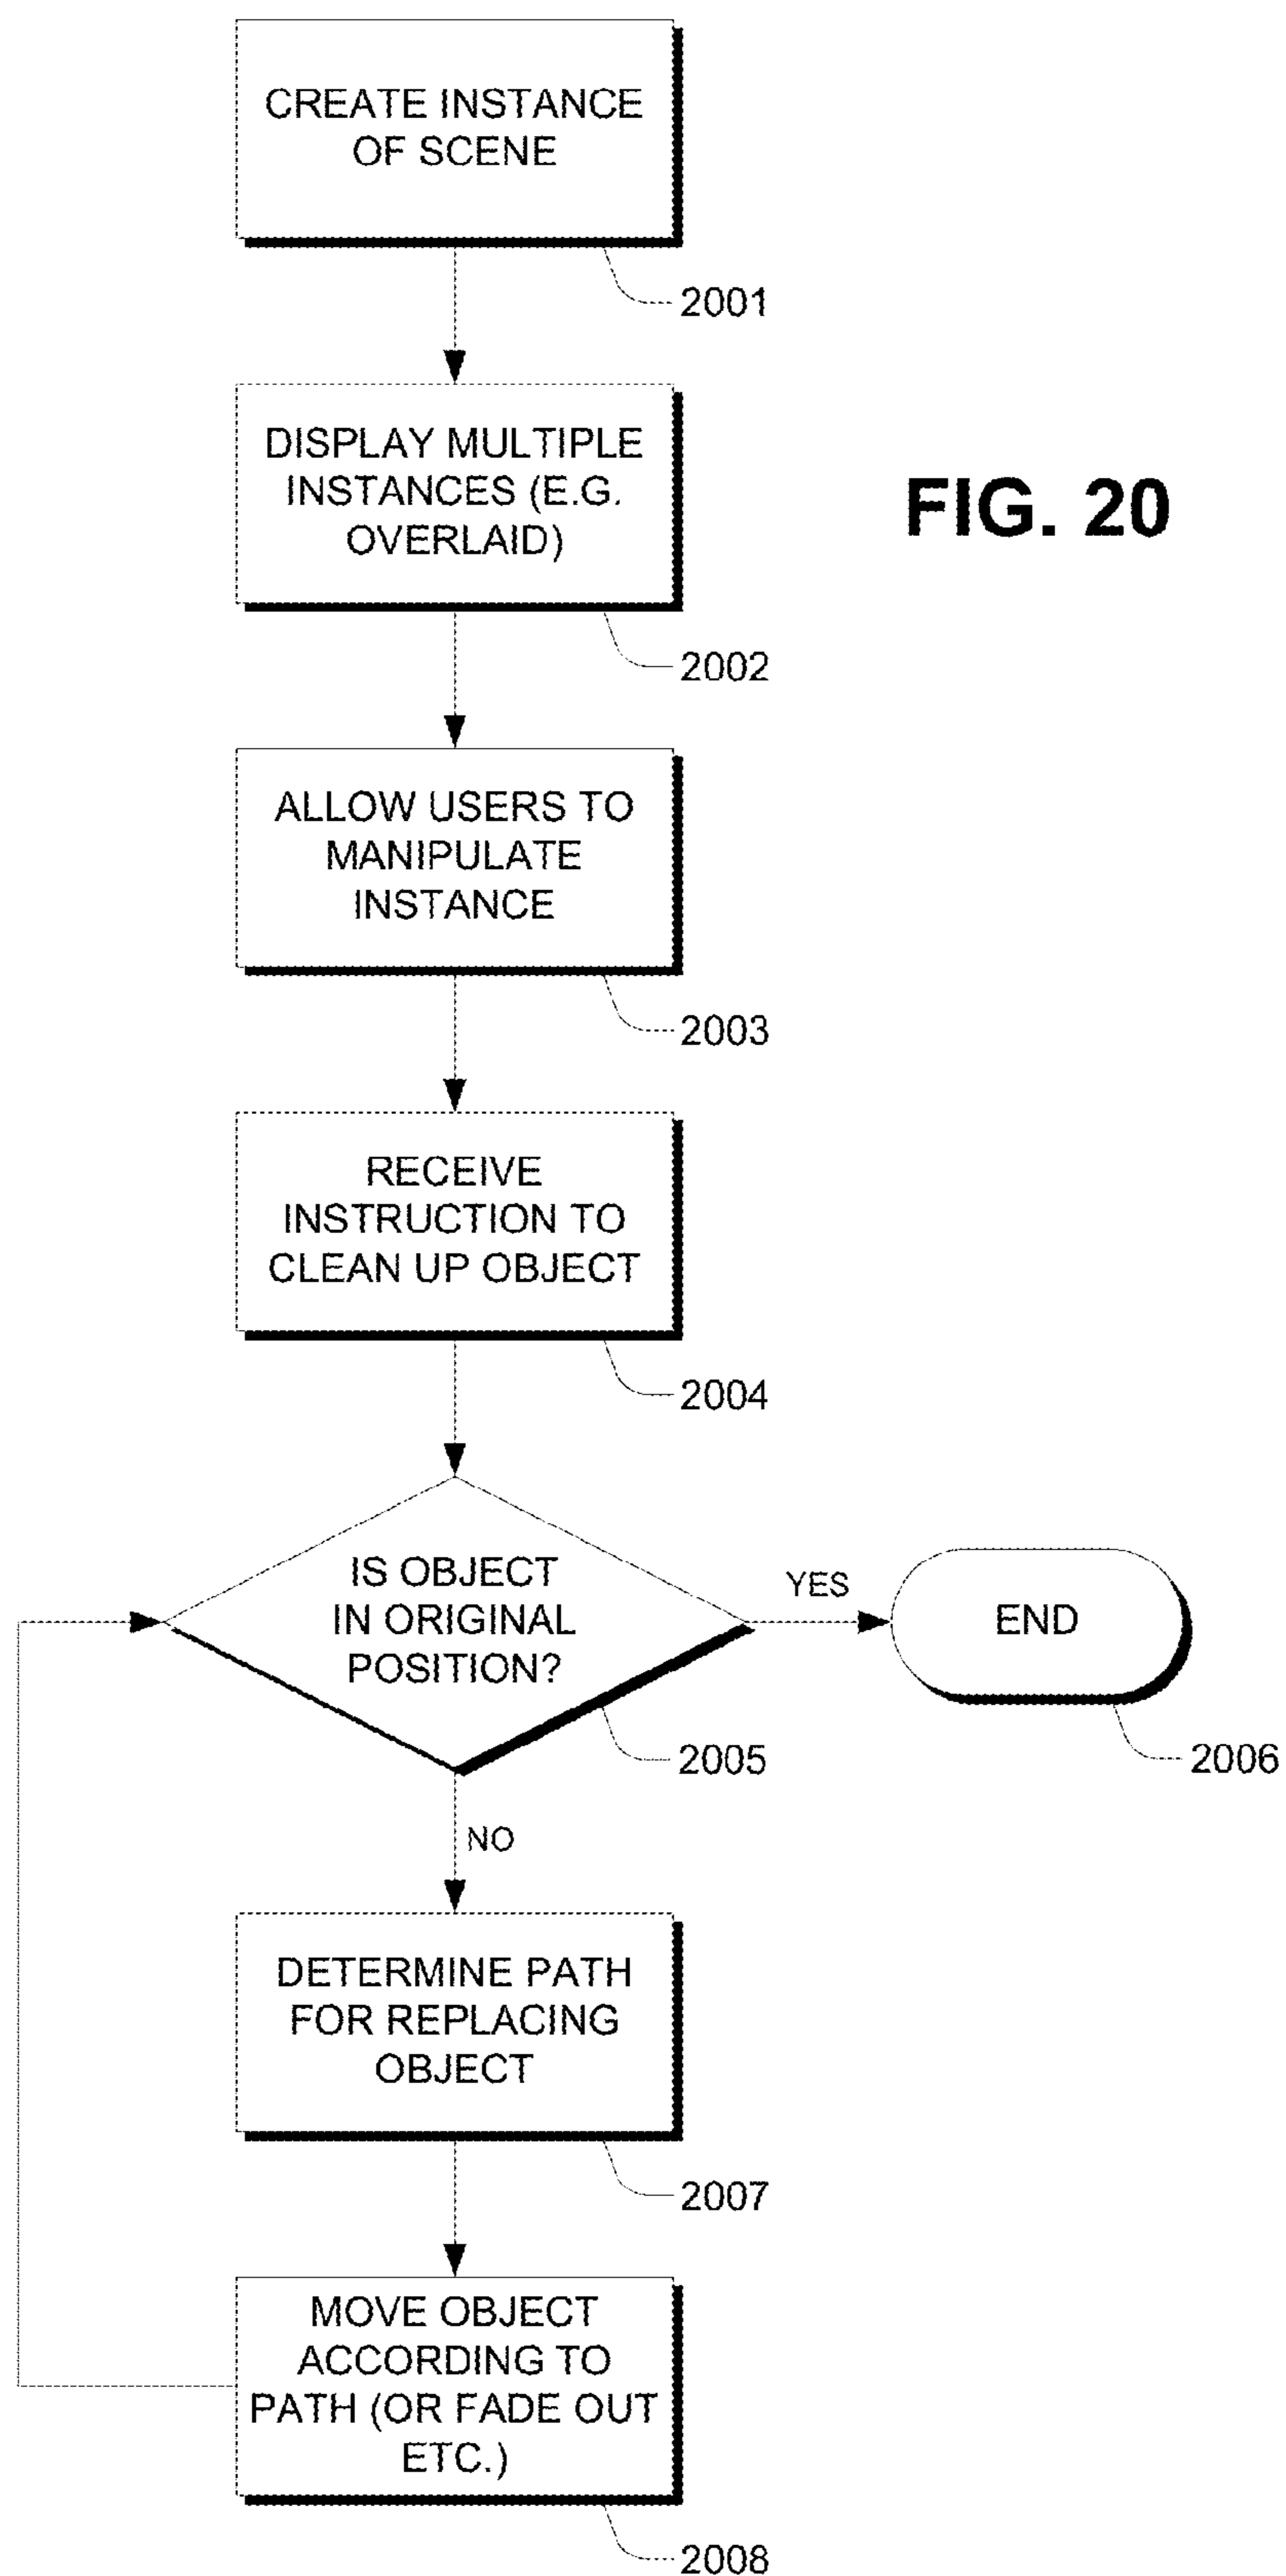 CREATE INSTANCE
OF SCENE
2001
DISPLAY MULTIPLE
INSTANCES (E.G.
OVERLAID)
FIG. 20
2002
ALLOW USERS TO
MANIPULATE
INSTANCE
2003
RECEIVE
INSTRUCTION TO
CLEAN UP OBJECT
2004
IS OBJECT
IN ORIGINAL
POSITION?
YES
END
2005
2006
NO
DETERMINE PATH
FOR REPLACING
OBJECT
2007
MOVE OBJECT
ACCORDING TO
PATH (OR FADE OUT
ETC.)
2008